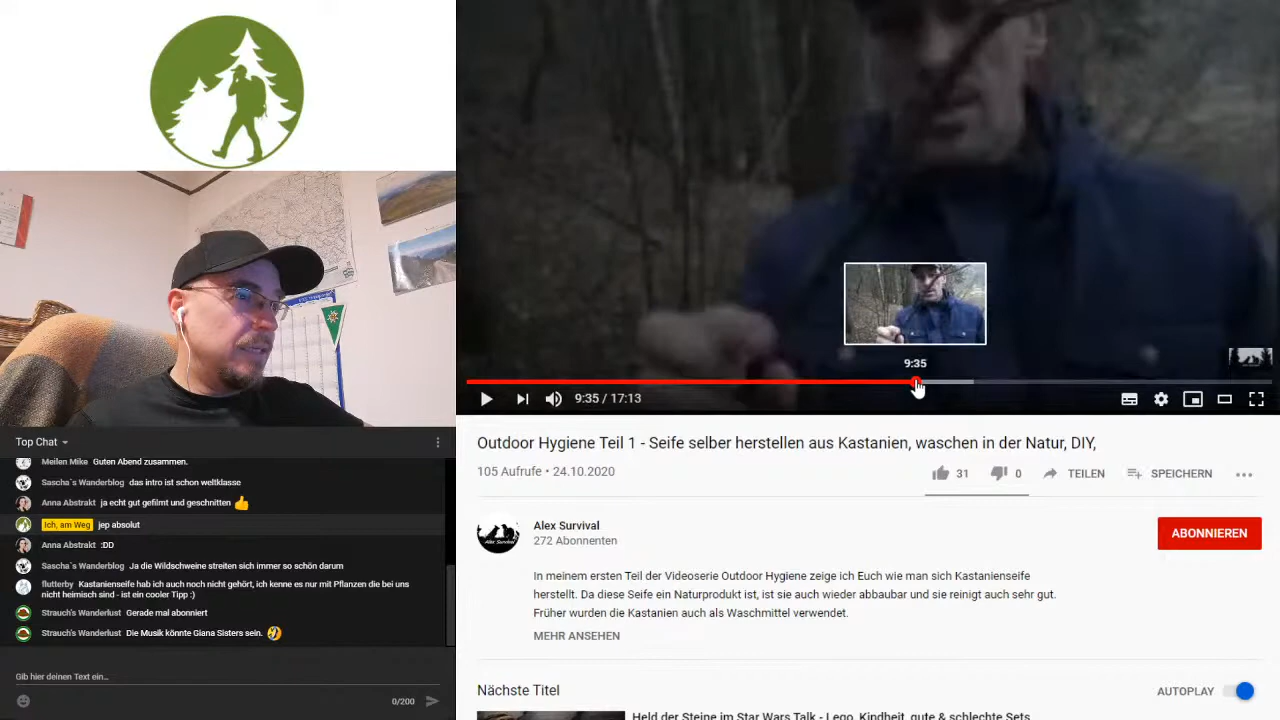 9:35
9:35 / 17:13
Outdoor Hygiene Teil 1 - Seife selber herstellen aus Kastanien, waschen in der Natur, DIY,
105 Aufrufe • 24.10.2020
31
0
TEILEN
SPEICHERN
Alex Survival
272 Abonnenten
ABONNIEREN
In meinem ersten Teil der Videoserie Outdoor Hygiene zeige ich Euch wie man sich Kastanienseife
herstellt. Da diese Seife ein Naturprodukt ist, ist sie auch wieder abbaubar und sie reinigt auch sehr gut.
Früher wurden die Kastanien auch als Waschmittel verwendet.
MEHR ANSEHEN
Nächste Titel
AUTOPLAY
Held der Steine im Star Wars Talk - Lego, Kindheit, gute & schlechte Sets
Top Chat
Meilen Mike Guten Abend zusammen.
Sascha`s Wanderblog das intro ist schon weltklasse
Anna Abstrakt ja echt gut gefilmt und geschnitten 👍
Ich, am Weg jep absolut
Anna Abstrakt :DD
Sascha`s Wanderblog Ja die Wildschweine streiten sich immer so schön darum
flutterby Kastanienseife hab ich auch noch nicht gehört, ich kenne es nur mit Pflanzen die bei uns
nicht heimisch sind - ist ein cooler Tipp :)
Strauch's Wanderlust Gerade mal abonniert
Strauch's Wanderlust Die Musik könnte Giana Sisters sein. 🤣
Gib hier deinen Text ein...
0/200